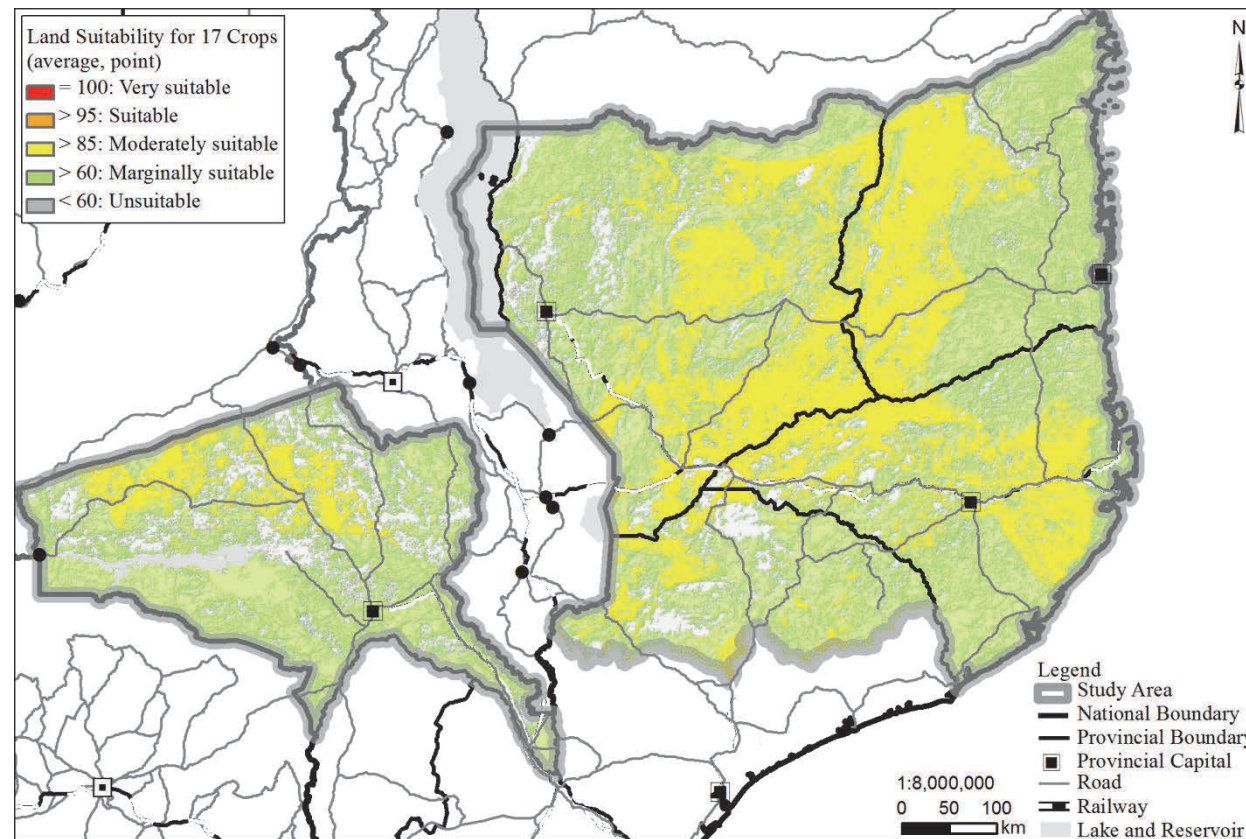 Land Suitability for 17 Crops
(average, point)
= 100: Very suitable
> 95: Suitable
> 85: Moderately suitable
> 60: Marginally suitable
< 60: Unsuitable
N
Legend
Study Area
National Boundary
Provincial Boundary
Provincial Capital
1:8,000,000
Road
0 50 100
km
Railway
Lake and Reservoir